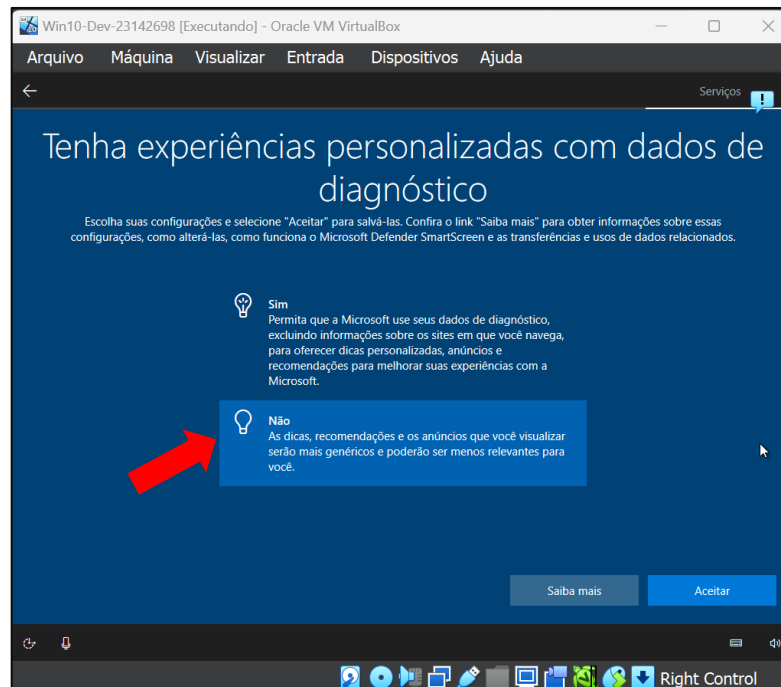 Win10-Dev-23142698 [Executando] - Oracle VM VirtualBox
Arquivo Máquina Visualizar Entrada Dispositivos Ajuda
Serviços
Tenha experiências personalizadas com dados de
diagnóstico
Escolha suas configurações e selecione "Aceitar" para salvá-las. Confira o link "Saiba mais" para obter informações sobre essas
configurações, como alterá-las, como funciona o Microsoft Defender SmartScreen e as transferências e usos de dados relacionados.
Sim
Permita que a Microsoft use seus dados de diagnóstico,
excluindo informações sobre os sites em que você navega,
para oferecer dicas personalizadas, anúncios e
recomendações para melhorar suas experiências com a
Microsoft.
Não
As dicas, recomendações e os anúncios que você visualizar
serão mais genéricos e poderão ser menos relevantes para
você.
Saiba mais
Aceitar
Right Control